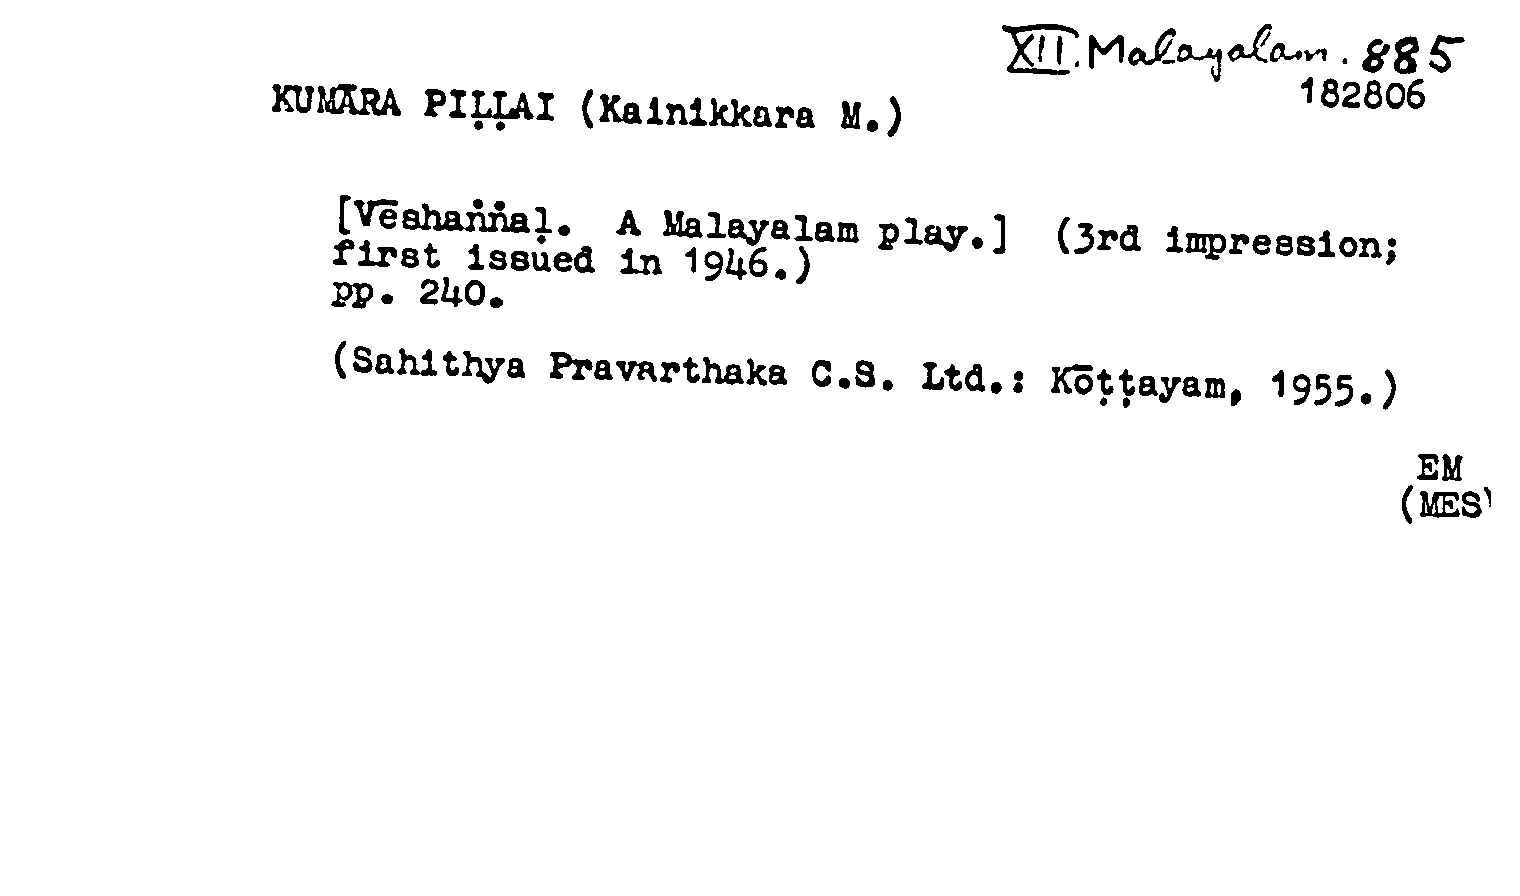 XII. Malayalam. 885
182806
KUMĀRA PIḶḶAI (Kainikkara M.)
[Vēshaṅṅaḷ. A Malayalam play.] (3rd impression;
first issued in 1946.)
pp. 240.
(Sahithya Pravarthaka C.S. Ltd.: Kōṭṭayam, 1955.)
EM
(MES)